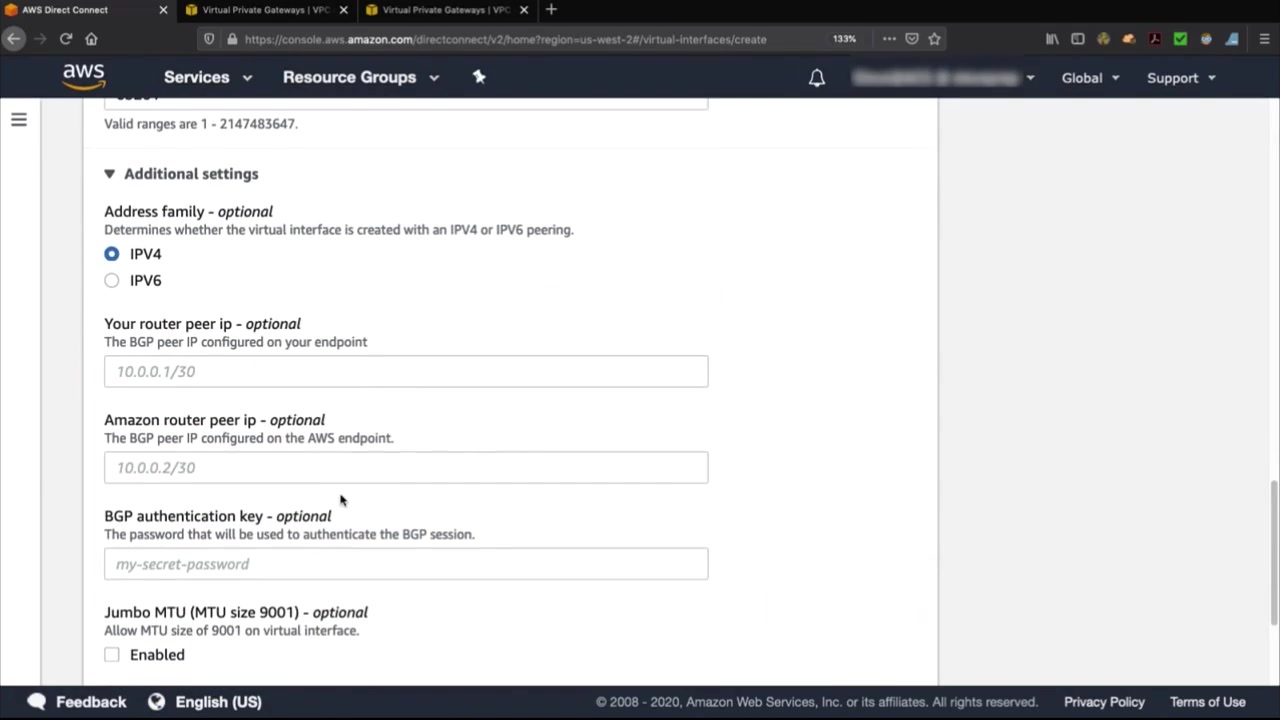 AWS Direct Connect
Virtual Private Gateways | VPC
Virtual Private Gateways | VPC
https://console.aws.amazon.com/directconnect/v2/home?region=us-west-2#/virtual-interfaces/create
133%
aws
Services
Resource Groups
Global
Support
Valid ranges are 1 - 2147483647.
Additional settings
Address family - optional
Determines whether the virtual interface is created with an IPV4 or IPV6 peering.
IPV4
IPV6
Your router peer ip - optional
The BGP peer IP configured on your endpoint
10.0.0.1/30
Amazon router peer ip - optional
The BGP peer IP configured on the AWS endpoint.
10.0.0.2/30
BGP authentication key - optional
The password that will be used to authenticate the BGP session.
my-secret-password
Jumbo MTU (MTU size 9001) - optional
Allow MTU size of 9001 on virtual interface.
Enabled
Feedback
English (US)
© 2008 - 2020, Amazon Web Services, Inc. or its affiliates. All rights reserved.
Privacy Policy
Terms of Use